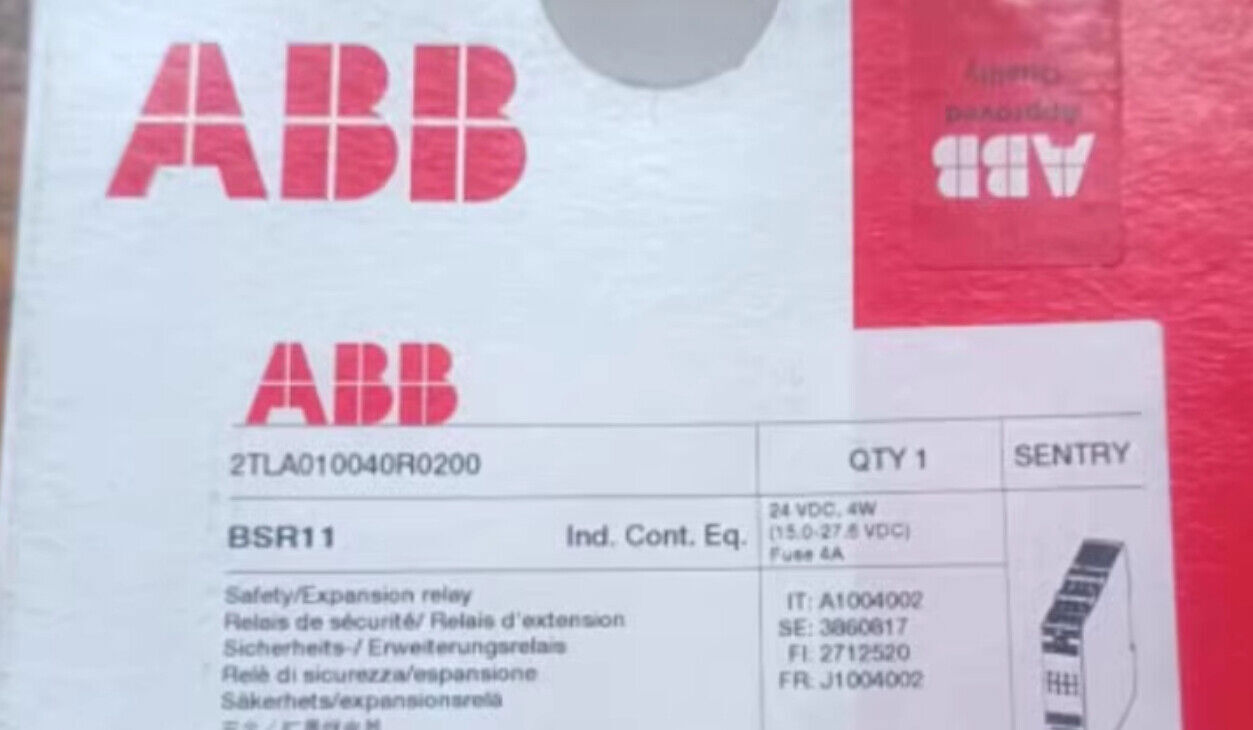 ABB
Quality
Approved
ABB
ABB
2TLA010040R0200
QTY 1
SENTRY
BSR11
Ind. Cont. Eq.
24 VDC, 4W
(15.0-27.6 VDC)
Fuse 4A
Safety/Expansion relay
Relais de sécurité/ Relais d'extension
Sicherheits-/ Erweiterungsrelais
Relè di sicurezza/espansione
Säkerhets/expansionsrelä
IT: A1004002
SE: 3860817
FI: 2712520
FR: J1004002